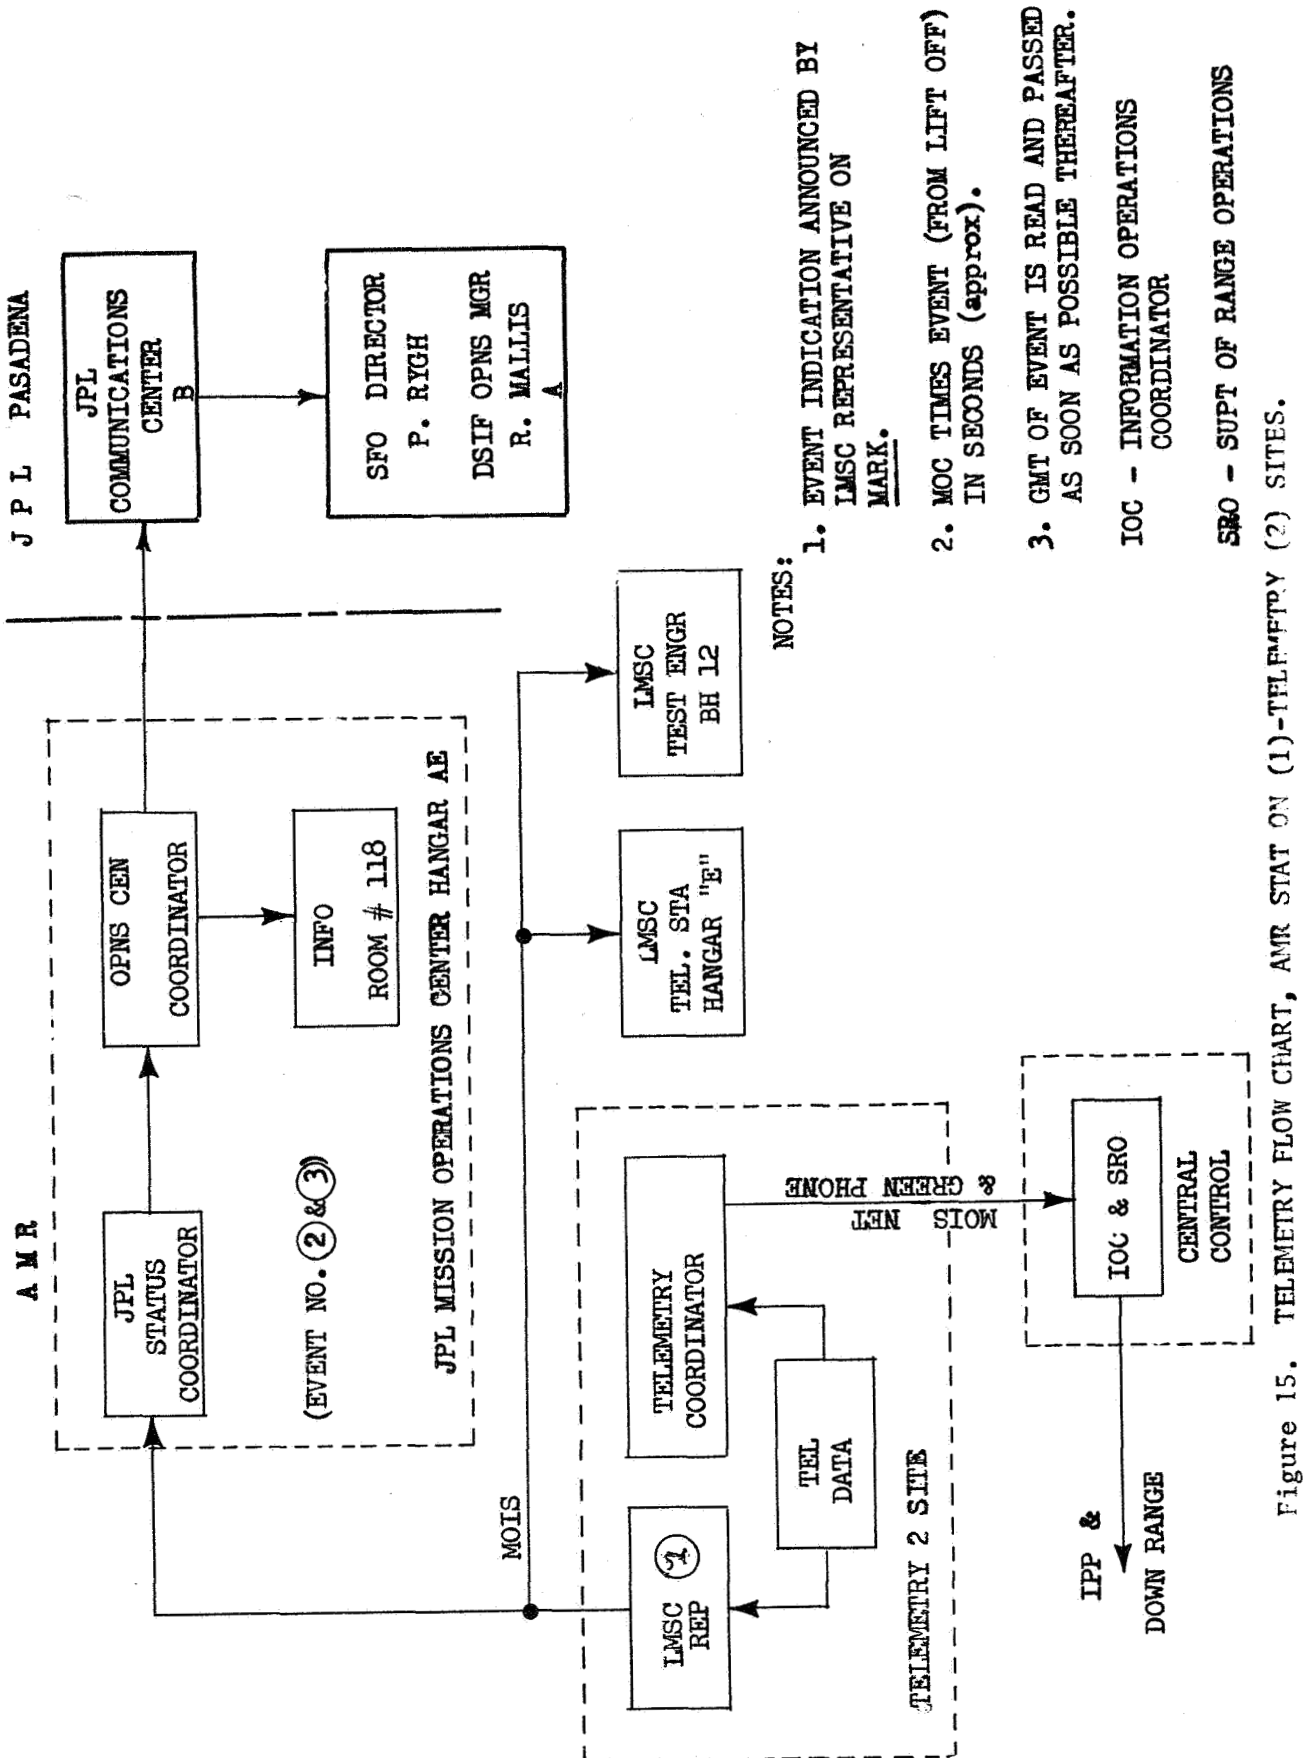 A M R
J P L  PASADENA
JPL
STATUS
COORDINATOR
OPNS CEN
COORDINATOR
JPL
COMMUNICATIONS
CENTER
B
(EVENT NO. 2 & 3)
INFO
ROOM # 118
SFO DIRECTOR
P. RYGH
DSIF OPNS MGR
R. MALLIS
A
JPL MISSION OPERATIONS CENTER HANGAR AE
MOIS
LMSC
REP
1
TELEMETRY
COORDINATOR
LMSC
TEL. STA
HANGAR "E"
LMSC
TEST ENGR
BH 12
TEL
DATA
MOIS NET
& GREEN PHONE
TELEMETRY 2 SITE
IOC & SRO
CENTRAL
CONTROL
IPP &
DOWN RANGE
NOTES:
1. EVENT INDICATION ANNOUNCED BY
LMSC REPRESENTATIVE ON
MARK.
2. MOC TIMES EVENT (FROM LIFT OFF)
IN SECONDS (approx).
3. GMT OF EVENT IS READ AND PASSED
AS SOON AS POSSIBLE THEREAFTER.
IOC - INFORMATION OPERATIONS
COORDINATOR
SRO - SUPT OF RANGE OPERATIONS
Figure 15. TELEMETRY FLOW CHART, AMR STAT ON (1)-TELEMETRY (2) SITES.